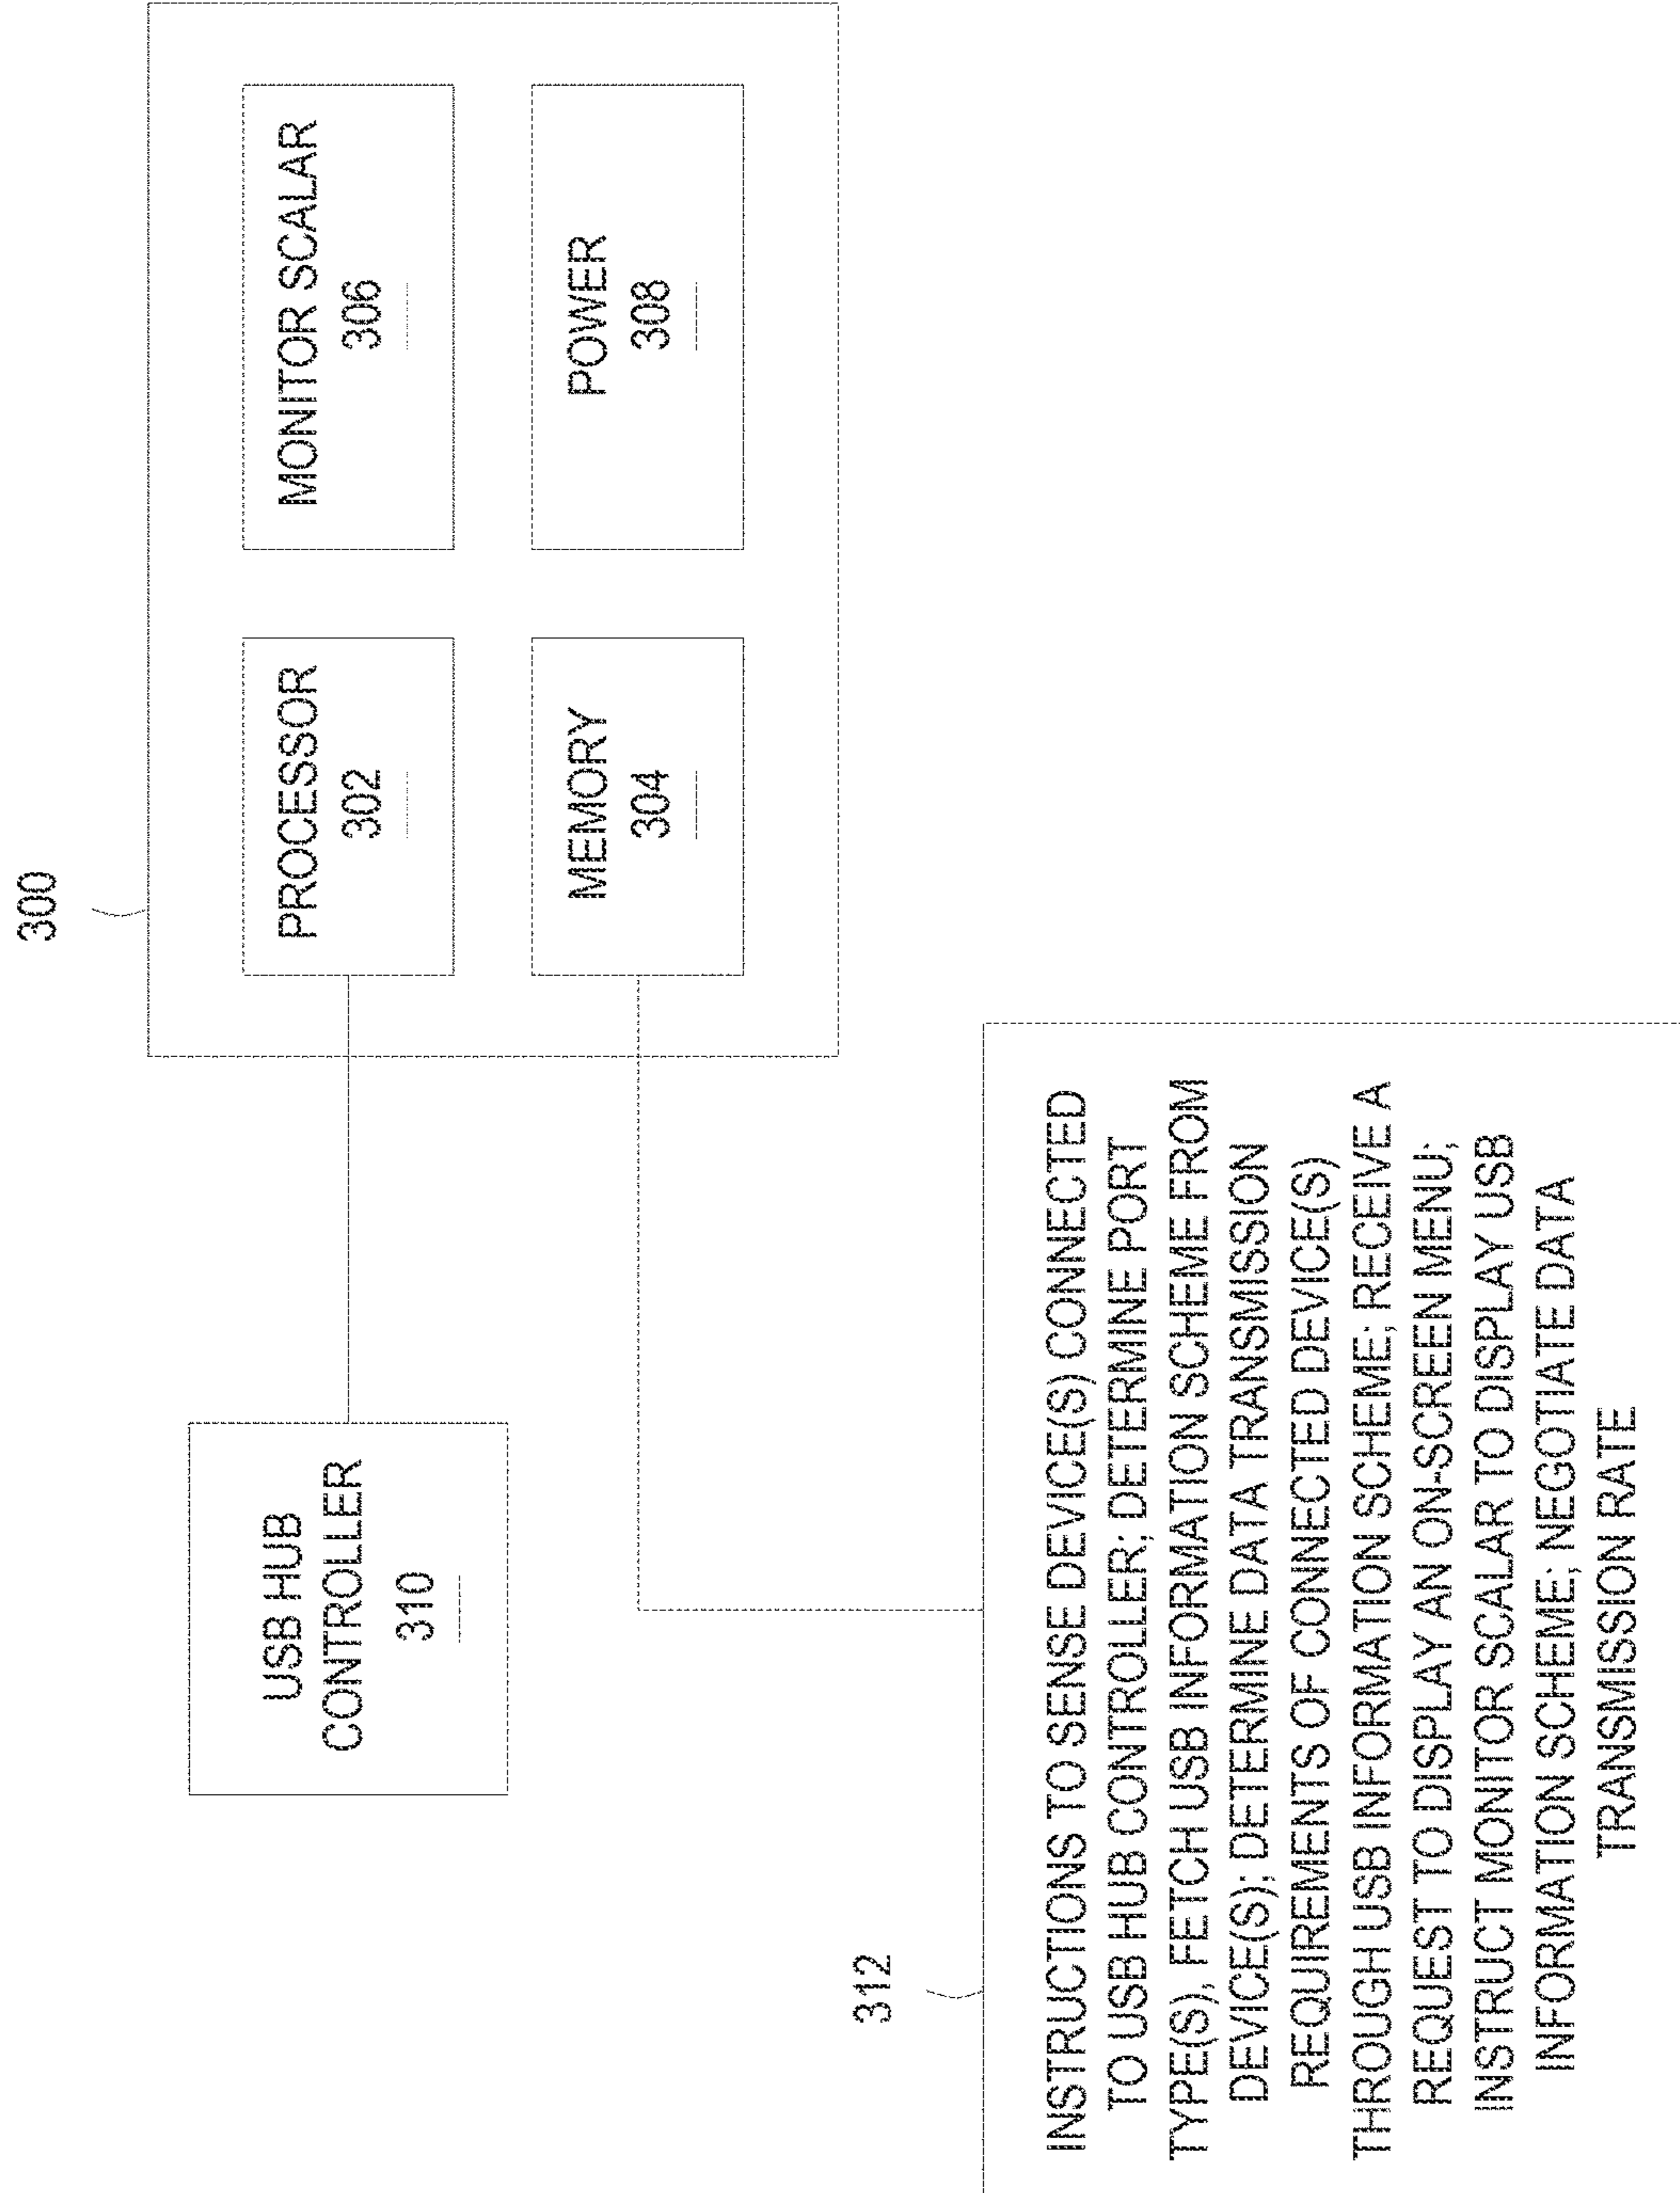 300
PROCESSOR
302
MONITOR SCALAR
306
MEMORY
304
POWER
308
USB HUB
CONTROLLER
310
312
INSTRUCTIONS TO SENSE DEVICE(S) CONNECTED
TO USB HUB CONTROLLER; DETERMINE PORT
TYPE(S), FETCH USB INFORMATION SCHEME FROM
DEVICE(S); DETERMINE DATA TRANSMISSION
REQUIREMENTS OF CONNECTED DEVICE(S)
THROUGH USB INFORMATION SCHEME; RECEIVE A
REQUEST TO DISPLAY AN ON-SCREEN MENU;
INSTRUCT MONITOR SCALAR TO DISPLAY USB
INFORMATION SCHEME; NEGOTIATE DATA
TRANSMISSION RATE